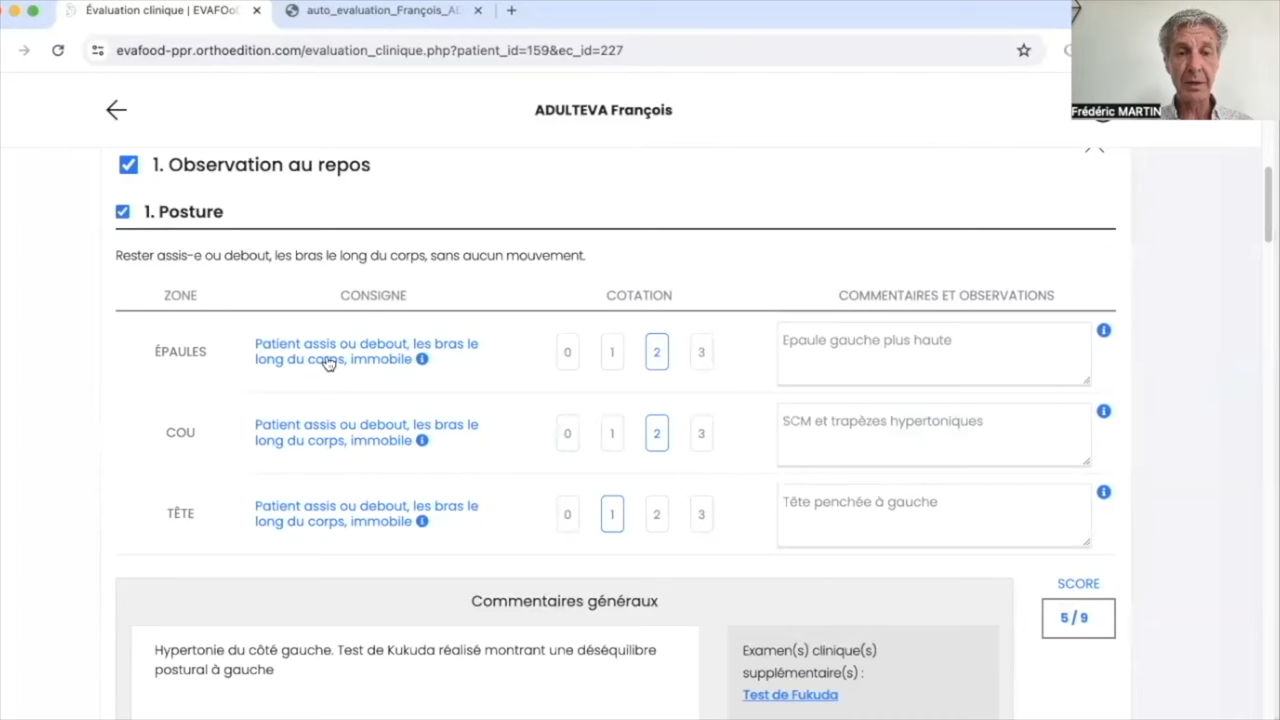 Évaluation clinique | EVAFOo
auto_evaluation_François_A
evafood-ppr.orthoedition.com/evaluation_clinique.php?patient_id=159&ec_id=227
Frédéric MARTIN
ADULTEVA François
1. Observation au repos
1. Posture
Rester assis-e ou debout, les bras le long du corps, sans aucun mouvement.
ZONE CONSIGNE COTATION COMMENTAIRES ET OBSERVATIONS
ÉPAULES
Patient assis ou debout, les bras le
long du corps, immobile
0 1 2 3
Epaule gauche plus haute
COU
Patient assis ou debout, les bras le
long du corps, immobile
0 1 2 3
SCM et trapèzes hypertoniques
TÊTE
Patient assis ou debout, les bras le
long du corps, immobile
0 1 2 3
Tête penchée à gauche
SCORE
5 / 9
Commentaires généraux
Hypertonie du côté gauche. Test de Kukuda réalisé montrant une déséquilibre
postural à gauche
Examen(s) clinique(s)
supplémentaire(s) :
Test de Fukuda